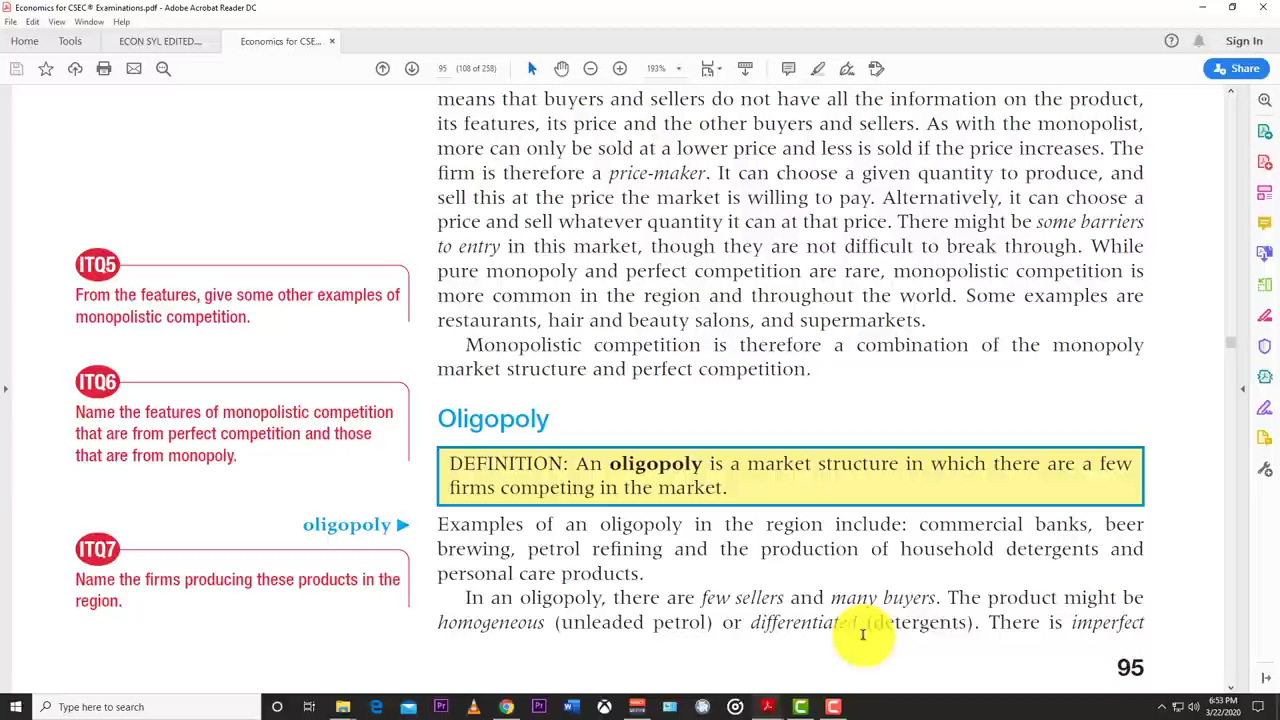 Economics for CSEC® Examinations.pdf - Adobe Acrobat Reader DC
File Edit View Window Help
Home Tools ECON SYL EDITED.... Economics for CSE... ×
Sign In
95 (108 of 258) 193%
Share
means that buyers and sellers do not have all the information on the product,
its features, its price and the other buyers and sellers. As with the monopolist,
more can only be sold at a lower price and less is sold if the price increases. The
firm is therefore a price-maker. It can choose a given quantity to produce, and
sell this at the price the market is willing to pay. Alternatively, it can choose a
price and sell whatever quantity it can at that price. There might be some barriers
to entry in this market, though they are not difficult to break through. While
pure monopoly and perfect competition are rare, monopolistic competition is
more common in the region and throughout the world. Some examples are
restaurants, hair and beauty salons, and supermarkets.
Monopolistic competition is therefore a combination of the monopoly
market structure and perfect competition.
ITQ5
From the features, give some other examples of
monopolistic competition.
ITQ6
Name the features of monopolistic competition
that are from perfect competition and those
that are from monopoly.
Oligopoly
DEFINITION: An oligopoly is a market structure in which there are a few
firms competing in the market.
oligopoly ▶
Examples of an oligopoly in the region include: commercial banks, beer
brewing, petrol refining and the production of household detergents and
personal care products.
ITQ7
Name the firms producing these products in the
region.
In an oligopoly, there are few sellers and many buyers. The product might be
homogeneous (unleaded petrol) or differentiated (detergents). There is imperfect
95
Type here to search
6:53 PM
3/22/2020